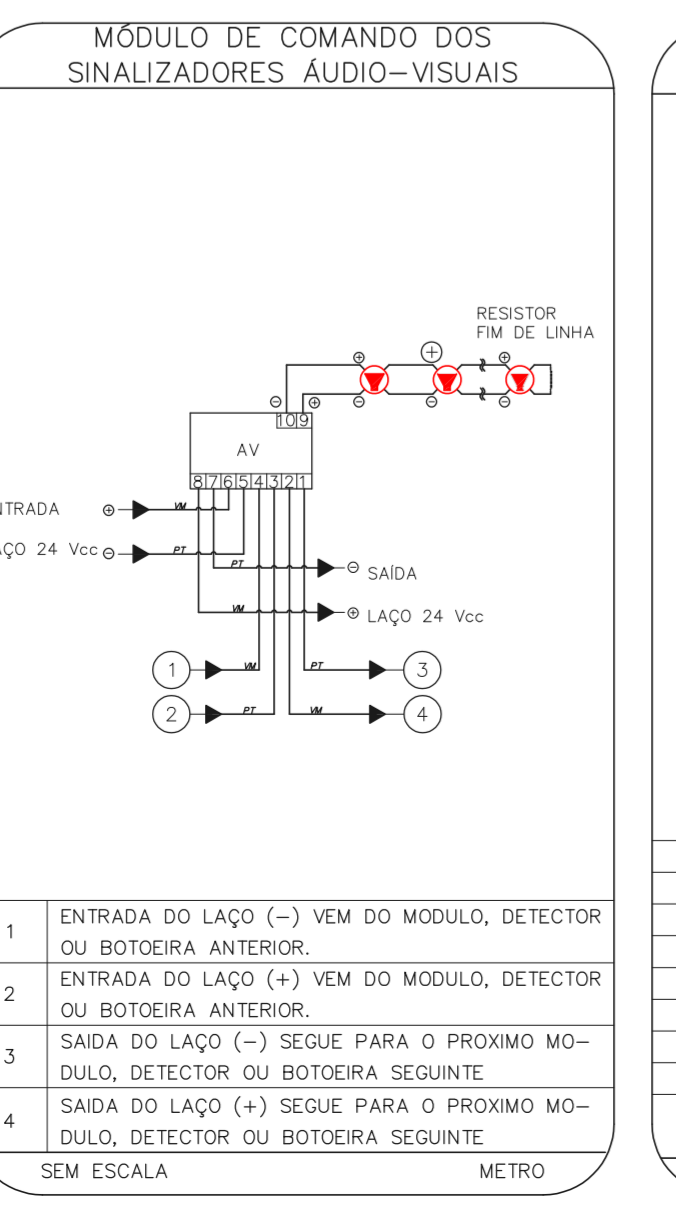 MÓDULO DE COMANDO DOS
SINALIZADORES ÁUDIO-VISUAIS
RESISTOR
FIM DE LINHA
⊕ ⊕ ⊕
⊖ ⊖ ⊖
⊖ ⊕
10 9
AV
8 7 6 5 4 3 2 1
NTRADA ⊕ VM
ÇO 24 Vcc ⊖ PT
PT ⊖ SAÍDA
VM ⊕ LAÇO 24 Vcc
1 VM PT 3
2 PT VM 4
1 ENTRADA DO LAÇO (-) VEM DO MODULO, DETECTOR
OU BOTOEIRA ANTERIOR.
2 ENTRADA DO LAÇO (+) VEM DO MODULO, DETECTOR
OU BOTOEIRA ANTERIOR.
3 SAIDA DO LAÇO (-) SEGUE PARA O PROXIMO MO-
DULO, DETECTOR OU BOTOEIRA SEGUINTE
4 SAIDA DO LAÇO (+) SEGUE PARA O PROXIMO MO-
DULO, DETECTOR OU BOTOEIRA SEGUINTE
SEM ESCALA METRO